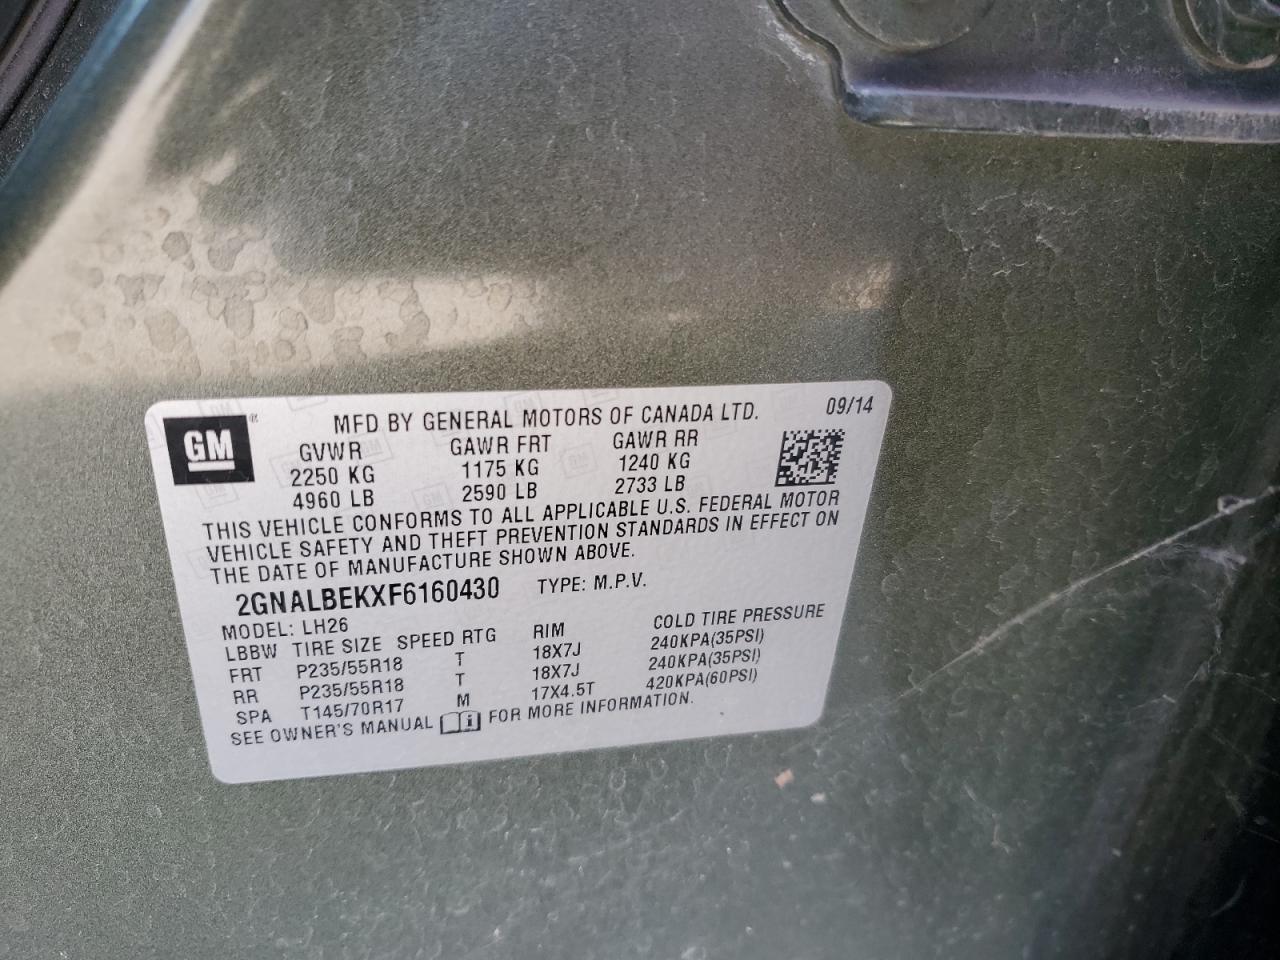 GM ® MFD BY GENERAL MOTORS OF CANADA LTD. 09/14
GVWR GAWR FRT GAWR RR
2250 KG 1175 KG 1240 KG
4960 LB 2590 LB 2733 LB
THIS VEHICLE CONFORMS TO ALL APPLICABLE U.S. FEDERAL MOTOR
VEHICLE SAFETY AND THEFT PREVENTION STANDARDS IN EFFECT ON
THE DATE OF MANUFACTURE SHOWN ABOVE.
2GNALBEKXF6160430 TYPE: M.P.V.
MODEL: LH26
LBBW TIRE SIZE SPEED RTG RIM COLD TIRE PRESSURE
FRT P235/55R18 T 18X7J 240KPA(35PSI)
RR P235/55R18 T 18X7J 240KPA(35PSI)
SPA T145/70R17 M 17X4.5T 420KPA(60PSI)
SEE OWNER'S MANUAL i FOR MORE INFORMATION.